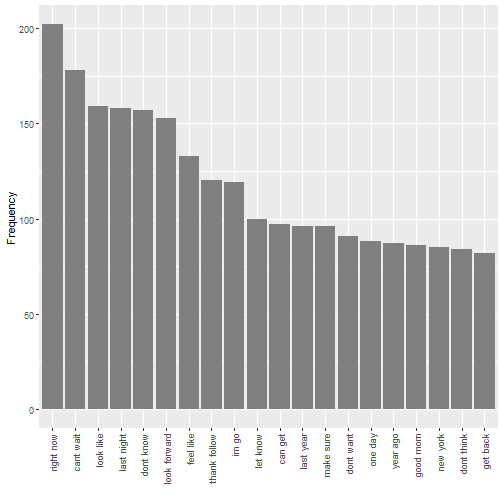 200
150
100
50
0
Frequency
right now
cant wait
look like
last night
dont know
look forward
feel like
thank follow
im go
let know
can get
last year
make sure
dont want
one day
year ago
good morn
new york
dont think
get back